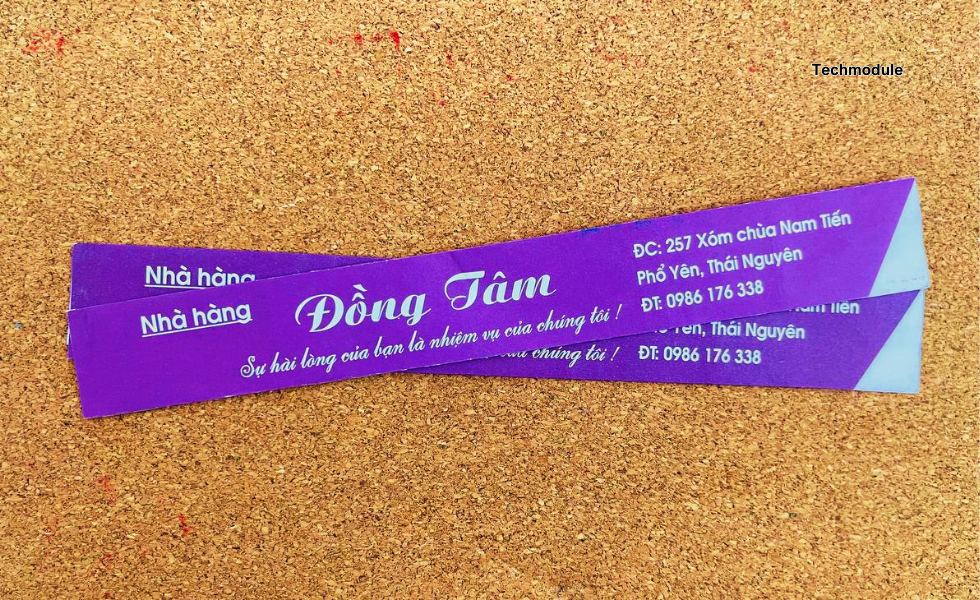 Techmodule
Nhà hàng
Nhà hàng
Đồng Tâm
Sự hài lòng của bạn là nhiệm vụ của chúng tôi !
ĐC: 257 Xóm chùa Nam Tiến
Phổ Yên, Thái Nguyên
ĐT: 0986 176 338
Tiến
Yên, Thái Nguyên
chúng tôi !
ĐT: 0986 176 338